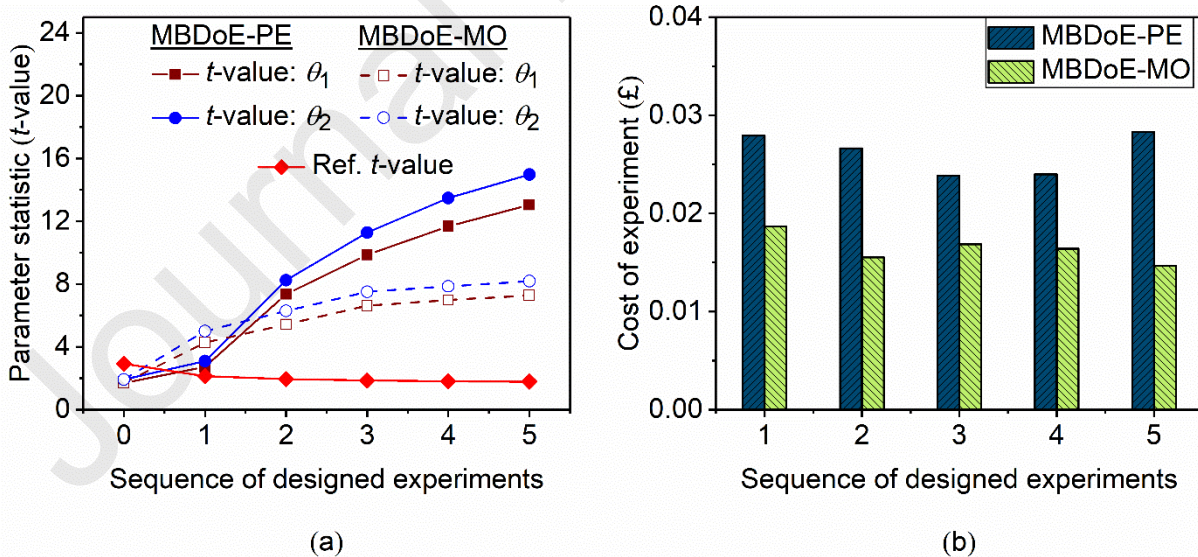 Journal
24
20
16
12
8
4
0
Parameter statistic (t-value)
MBDoE-PE MBDoE-MO
t-value: θ1 t-value: θ1
t-value: θ2 t-value: θ2
Ref. t-value
0 1 2 3 4 5
Sequence of designed experiments
(a)
0.04
0.03
0.02
0.01
0.00
Cost of experiment (£)
MBDoE-PE
MBDoE-MO
1 2 3 4 5
Sequence of designed experiments
(b)